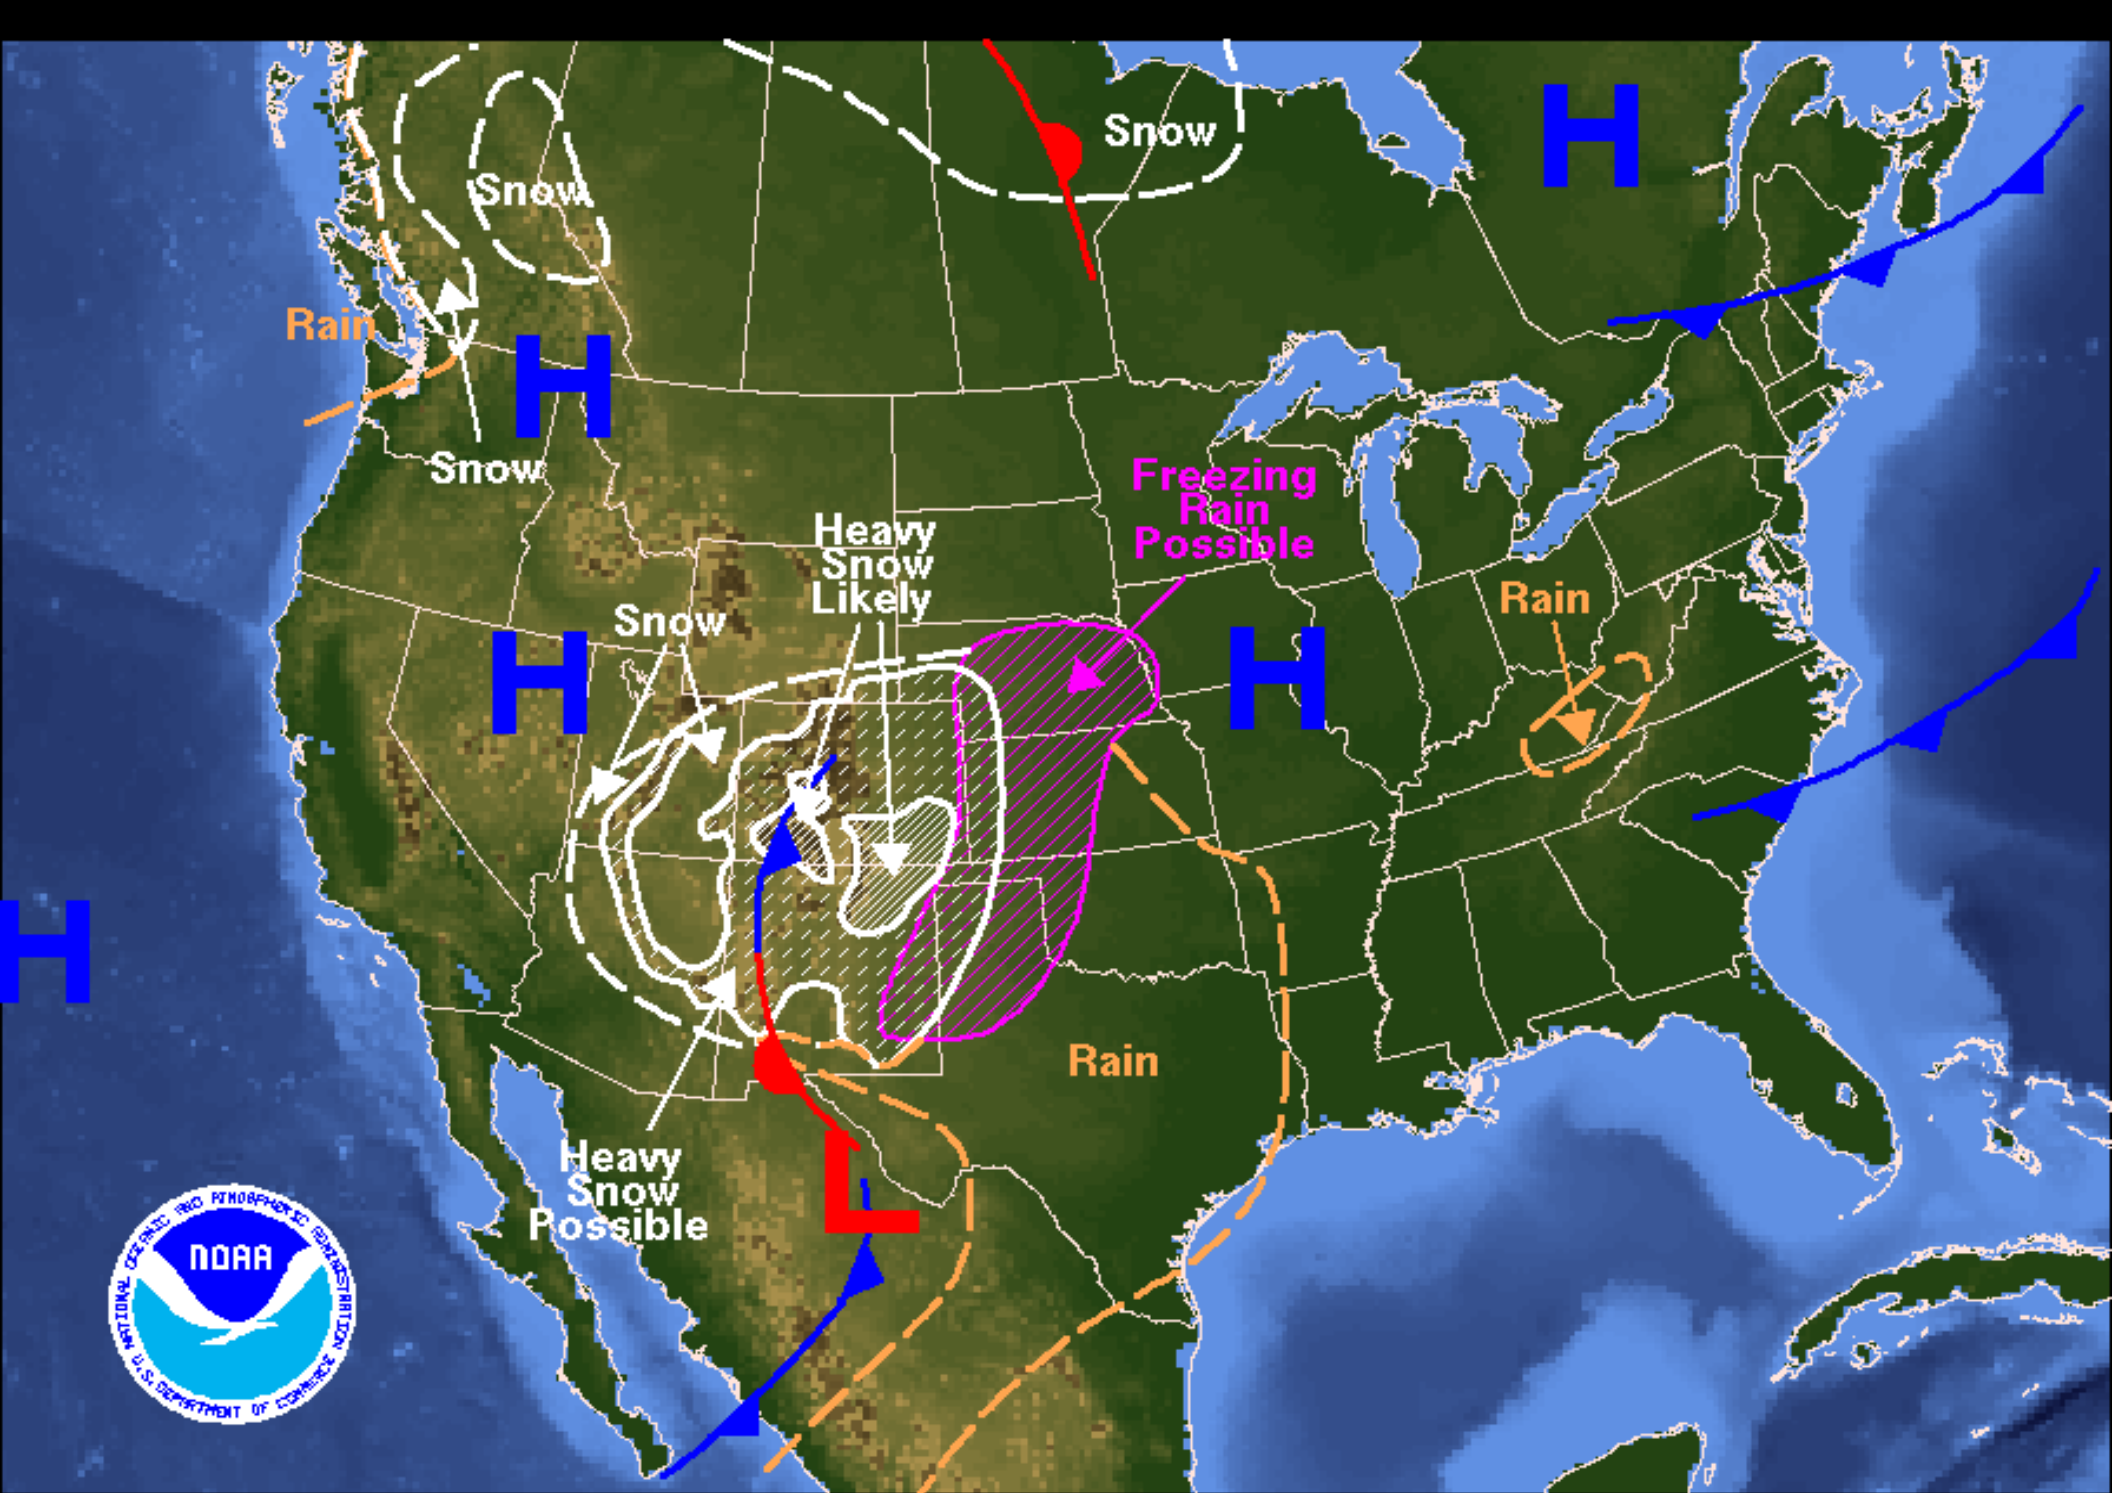 H
Snow
Snow
Rain
H
Snow
Freezing
Rain
Possible
Heavy
Snow
Likely
Snow
Rain
H
H
H
Rain
Heavy
Snow
Possible
L
NOAA
NATIONAL OCEANIC AND ATMOSPHERIC ADMINISTRATION
U.S. DEPARTMENT OF COMMERCE